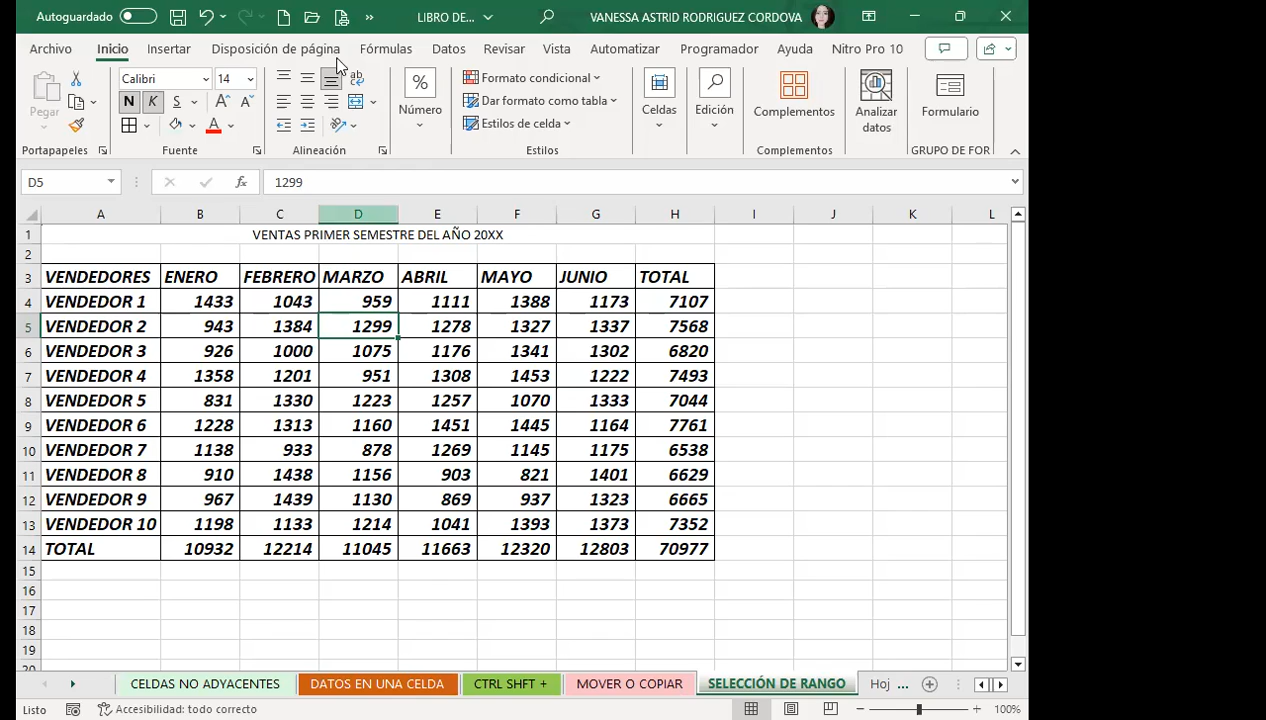 Autoguardado LIBRO DE... VANESSA ASTRID RODRIGUEZ CORDOVA
Archivo Inicio Insertar Disposición de página Fórmulas Datos Revisar Vista Automatizar Programador Ayuda Nitro Pro 10
Pegar
Portapapeles
Calibri 14
N K S A A
A
Fuente
ab
Alineación
%
Número
Formato condicional
Dar formato como tabla
Estilos de celda
Estilos
Celdas
Edición
Complementos
Complementos
Analizar
datos
Formulario
GRUPO DE FOR
D5 fx 1299
A B C D E F G H I J K L
1 VENTAS PRIMER SEMESTRE DEL AÑO 20XX
2
3 VENDEDORES ENERO FEBRERO MARZO ABRIL MAYO JUNIO TOTAL
4 VENDEDOR 1 1433 1043 959 1111 1388 1173 7107
5 VENDEDOR 2 943 1384 1299 1278 1327 1337 7568
6 VENDEDOR 3 926 1000 1075 1176 1341 1302 6820
7 VENDEDOR 4 1358 1201 951 1308 1453 1222 7493
8 VENDEDOR 5 831 1330 1223 1257 1070 1333 7044
9 VENDEDOR 6 1228 1313 1160 1451 1445 1164 7761
10 VENDEDOR 7 1138 933 878 1269 1145 1175 6538
11 VENDEDOR 8 910 1438 1156 903 821 1401 6629
12 VENDEDOR 9 967 1439 1130 869 937 1323 6665
13 VENDEDOR 10 1198 1133 1214 1041 1393 1373 7352
14 TOTAL 10932 12214 11045 11663 12320 12803 70977
15
16
17
18
19
20
CELDAS NO ADYACENTES DATOS EN UNA CELDA CTRL SHFT + MOVER O COPIAR SELECCIÓN DE RANGO Hoj ...
Listo Accesibilidad: todo correcto 100%